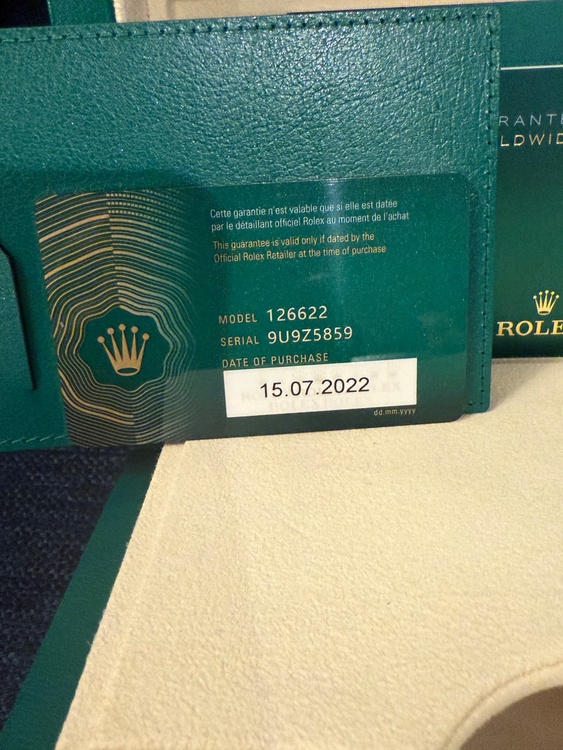 Cette garantie n'est valable que si elle est datée
par le détaillant officiel Rolex au moment de l'achat
This guarantee is valid only if dated by the
Official Rolex Retailer at the time of purchase
MODEL 126622
SERIAL 9U9Z5859
DATE OF PURCHASE
15.07.2022
dd.mm.yyyy
RANTE
LDWID
ROLE